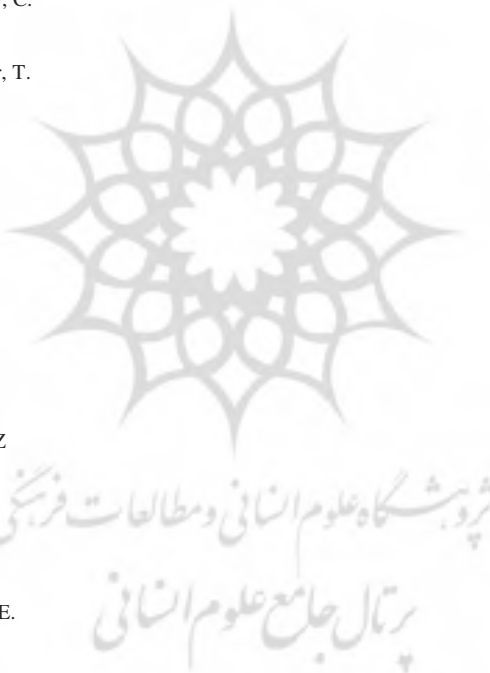 , C.
, T.
Z
پژوهشگاه علوم انسانی و مطالعات فرهنگی
پرتال جامع علوم انسانی
E.